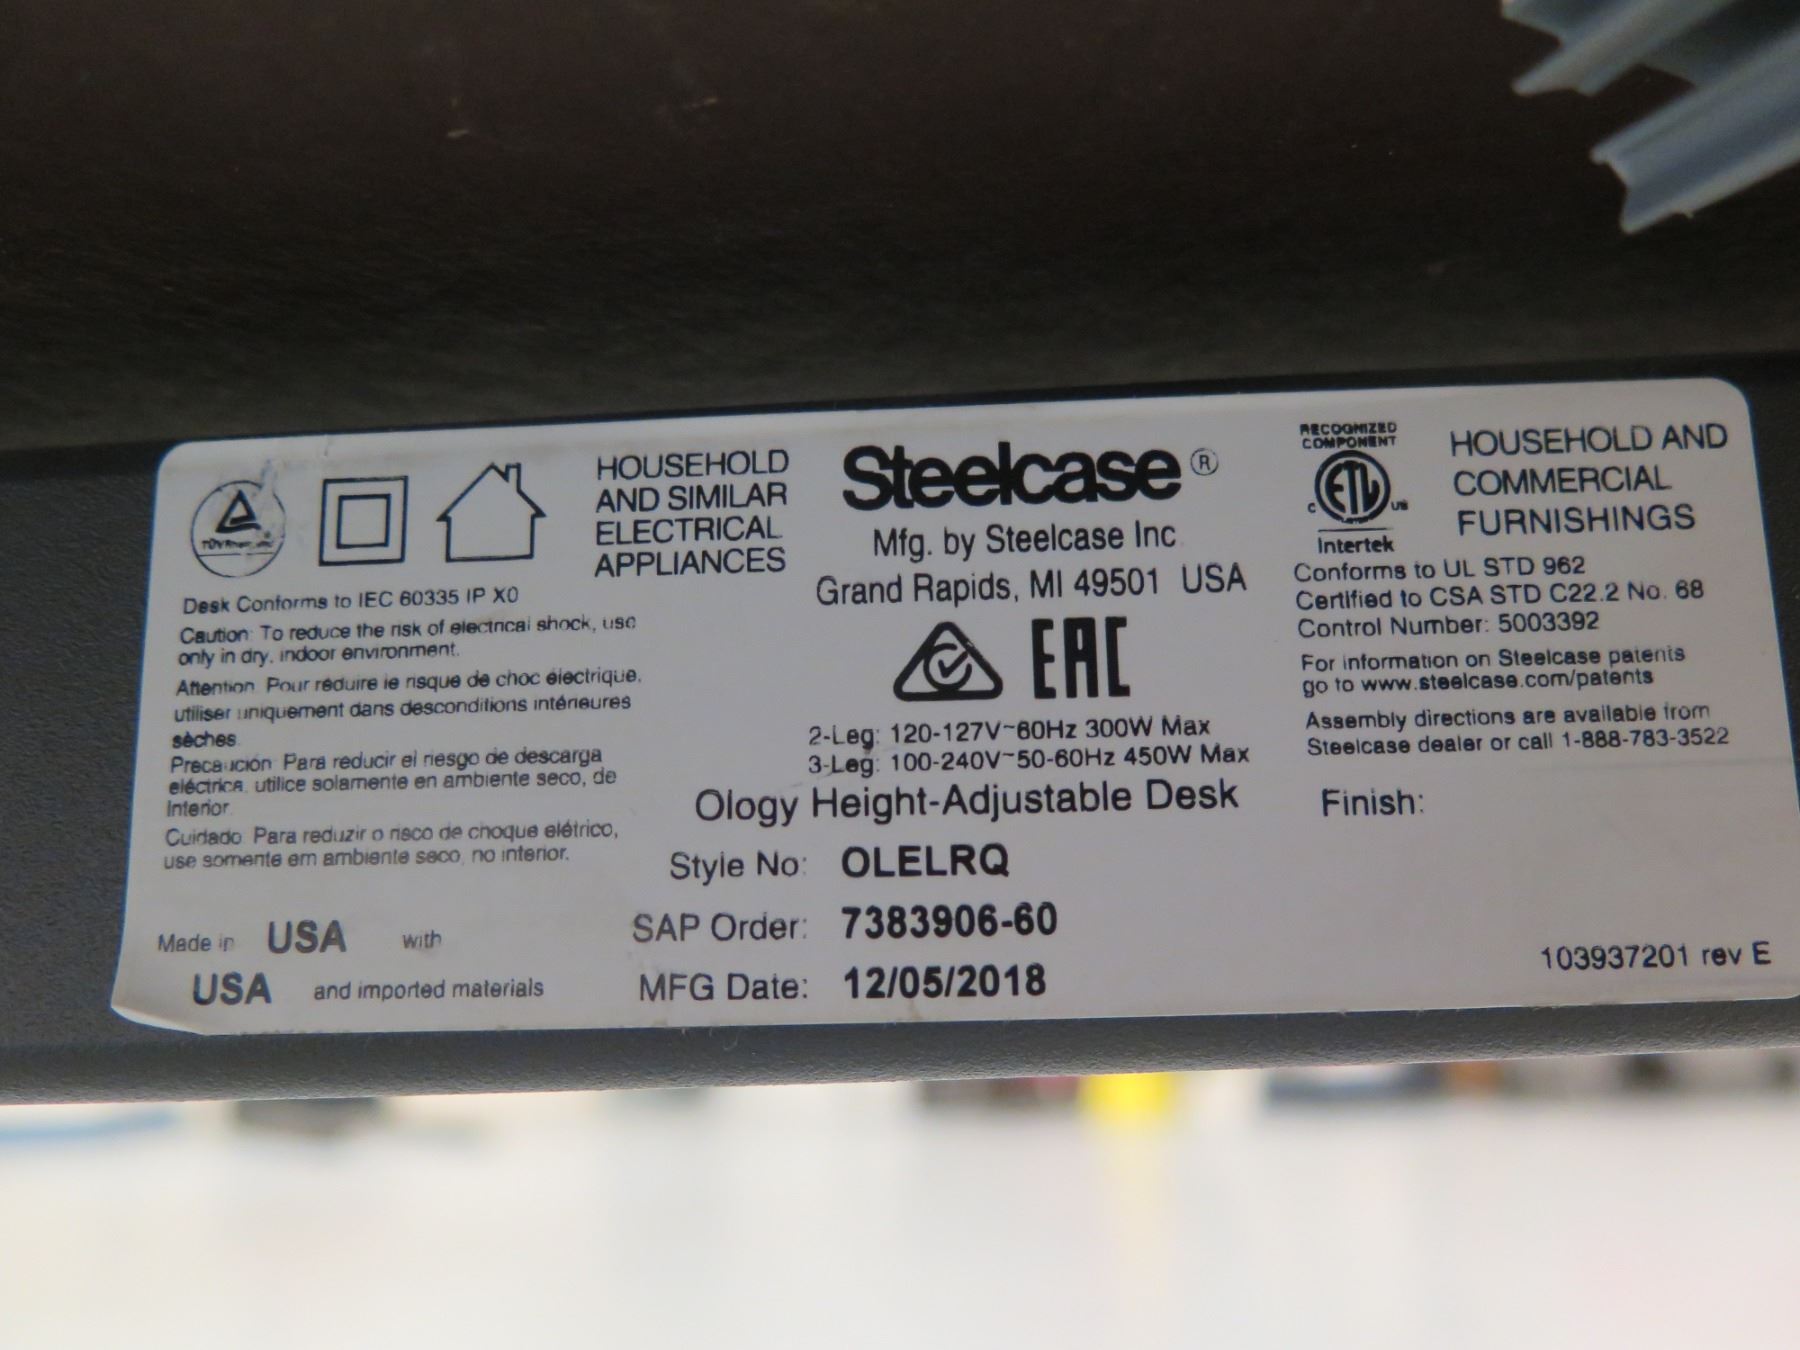 HOUSEHOLD
AND SIMILAR
ELECTRICAL
APPLIANCES
Desk Conforms to IEC 60335 IP X0
Caution: To reduce the risk of electrical shock, use
only in dry, indoor environment.
Attention: Pour réduire le risque de choc électrique,
utiliser uniquement dans desconditions intérieures
sèches
Precaución: Para reducir el riesgo de descarga
eléctrica, utilice solamente en ambiente seco, de
Interior.
Cuidado: Para reduzir o risco de choque elétrico,
use somente em ambiente seco, no interior.
Made in USA with
USA and imported materials
Steelcase®
Mfg. by Steelcase Inc
Grand Rapids, MI 49501 USA
EAC
2-Leg: 120-127V~60Hz 300W Max
3-Leg: 100-240V~50-60Hz 450W Max
Ology Height-Adjustable Desk
Style No: OLELRQ
SAP Order: 7383906-60
MFG Date: 12/05/2018
RECOGNIZED
COMPONENT
C ETL US
Intertek
HOUSEHOLD AND
COMMERCIAL
FURNISHINGS
Conforms to UL STD 962
Certified to CSA STD C22.2 No. 68
Control Number: 5003392
For information on Steelcase patents
go to www.steelcase.com/patents
Assembly directions are available from
Steelcase dealer or call 1-888-783-3522
Finish:
103937201 rev E